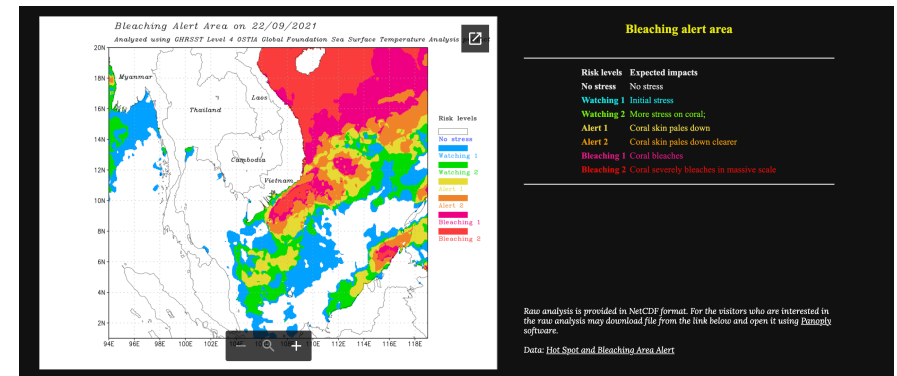 Bleaching Alert Area on 22/09/2021
Analyzed using GHRSST Level 4 OSTIA Global Foundation Sea Surface Temperature Analysis
20N
18N
16N
14N
12N
10N
8N
6N
4N
2N
94E 96E 98E 100E 102E 110E 112E 114E 116E 118E
Myanmar
Laos
Thailand
Cambodia
Vietnam
Risk levels
No stress
Watching 1
Watching 2
Alert 1
Alert 2
Bleaching 1
Bleaching 2
Bleaching alert area
Risk levels Expected impacts
No stress No stress
Watching 1 Initial stress
Watching 2 More stress on coral;
Alert 1 Coral skin pales down
Alert 2 Coral skin pales down clearer
Bleaching 1 Coral bleaches
Bleaching 2 Coral severely bleaches in massive scale
Raw analysis is provided in NetCDF format. For the visitors who are interested in
the raw analysis may download file from the link below and open it using Panoply
software.
Data: Hot Spot and Bleaching Area Alert